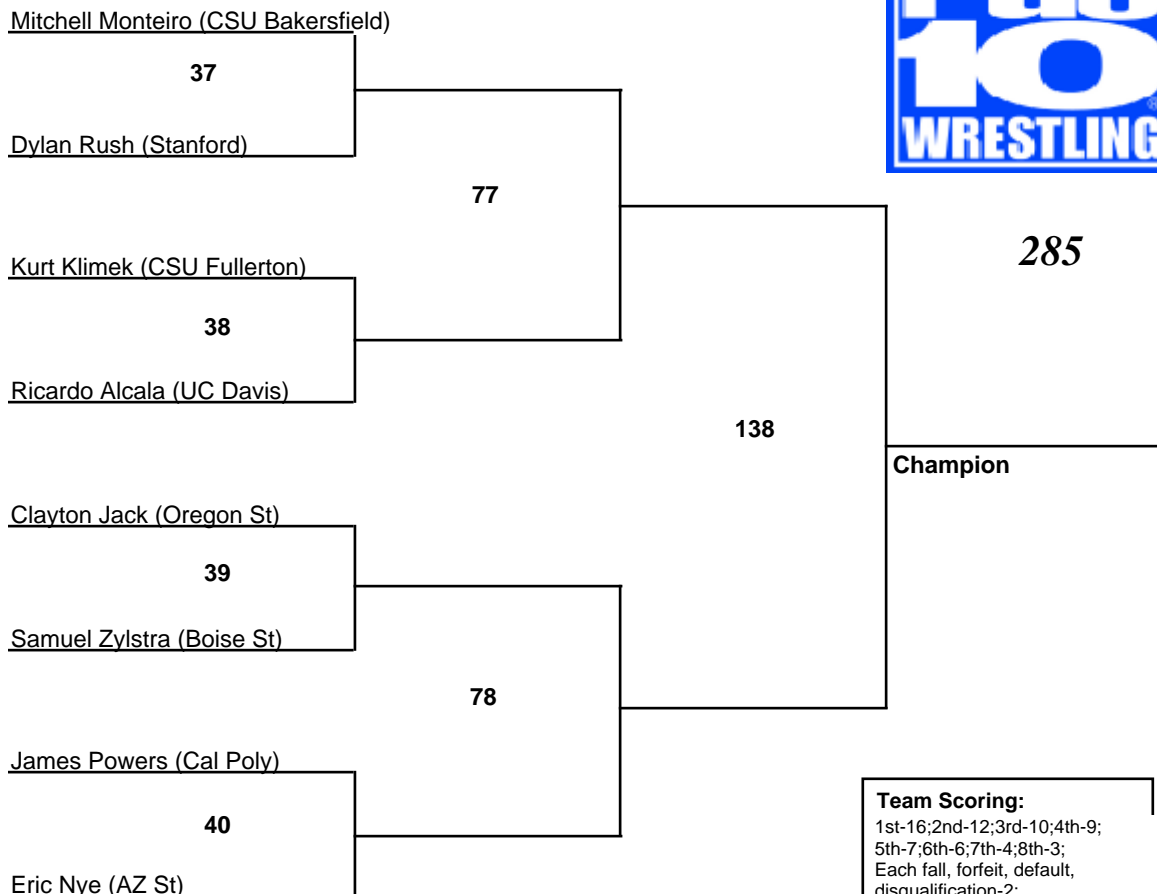 Mitchell Monteiro (CSU Bakersfield)
37
Dylan Rush (Stanford)
77
Kurt Klimek (CSU Fullerton)
38
Ricardo Alcala (UC Davis)
138
Champion
Clayton Jack (Oregon St)
39
Samuel Zylstra (Boise St)
78
James Powers (Cal Poly)
40
Eric Nye (AZ St)
10
WRESTLING
285
Team Scoring:
1st-16;2nd-12;3rd-10;4th-9;
5th-7;6th-6;7th-4;8th-3;
Each fall, forfeit, default,
disqualification-2;